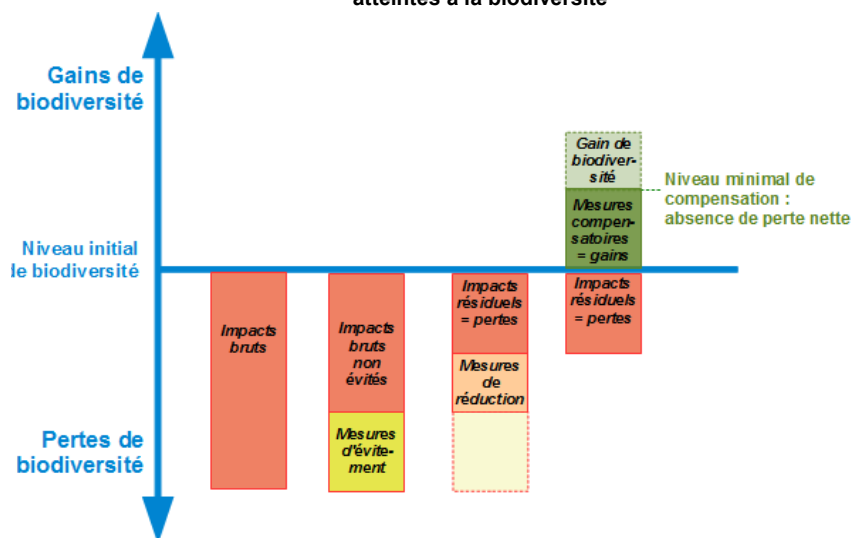 atteintes à la biodiversité
Gains de
biodiversité
Niveau initial
de biodiversité
Pertes de
biodiversité
Impacts
bruts
Impacts
bruts
non
évités
Mesures
d'évite-
ment
Impacts
résiduels
= pertes
Mesures
de
réduction
Gain de
biodiver-
sité
Mesures
compen-
satoires
= gains
Impacts
résiduels
= pertes
Niveau minimal de
compensation :
absence de perte nette